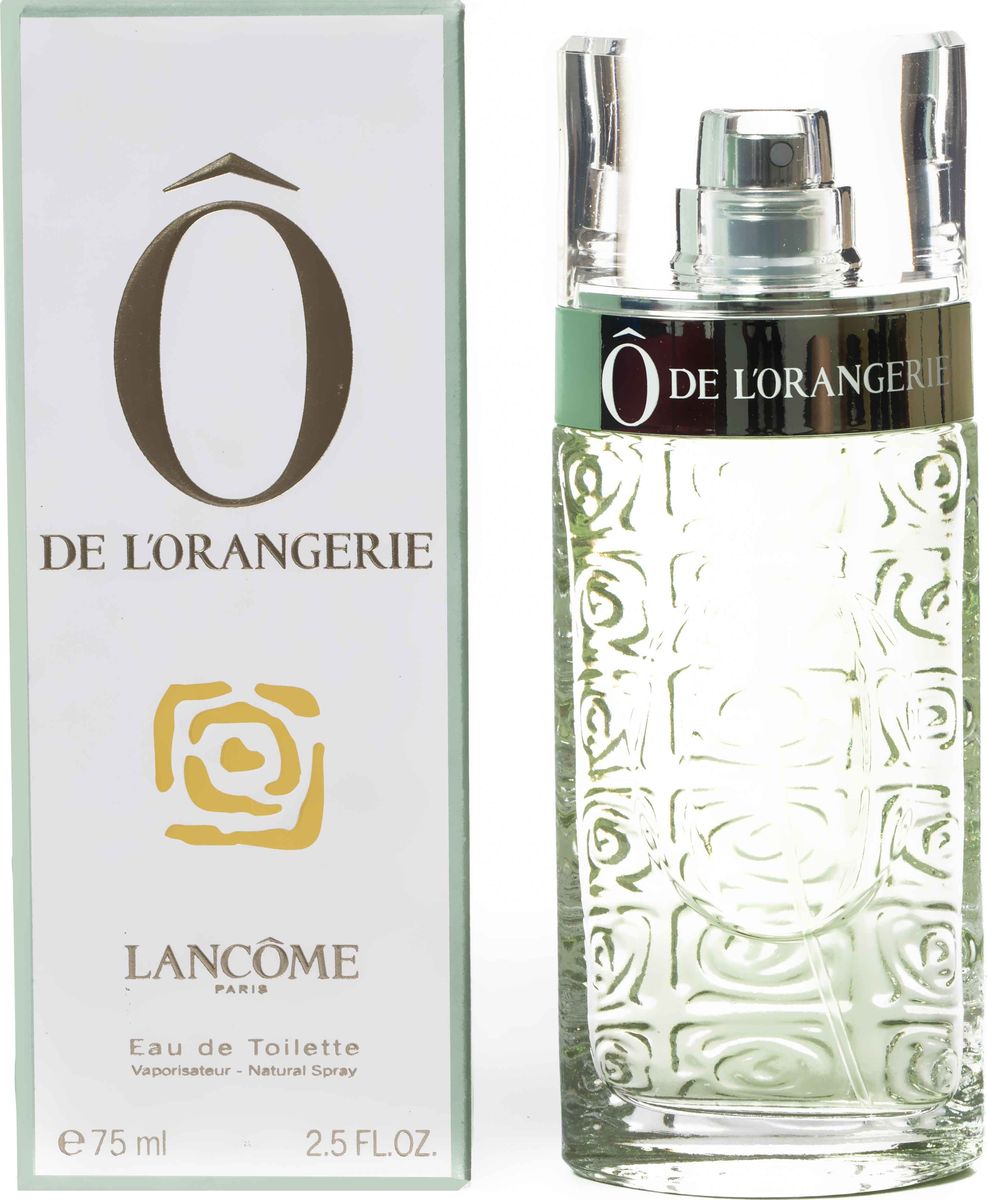 Ô
DE L'ORANGERIE
LANCÔME
PARIS
Eau de Toilette
Vaporisateur - Natural Spray
℮ 75 ml 2.5 FL.OZ.
Ô DE L'ORANGERIE